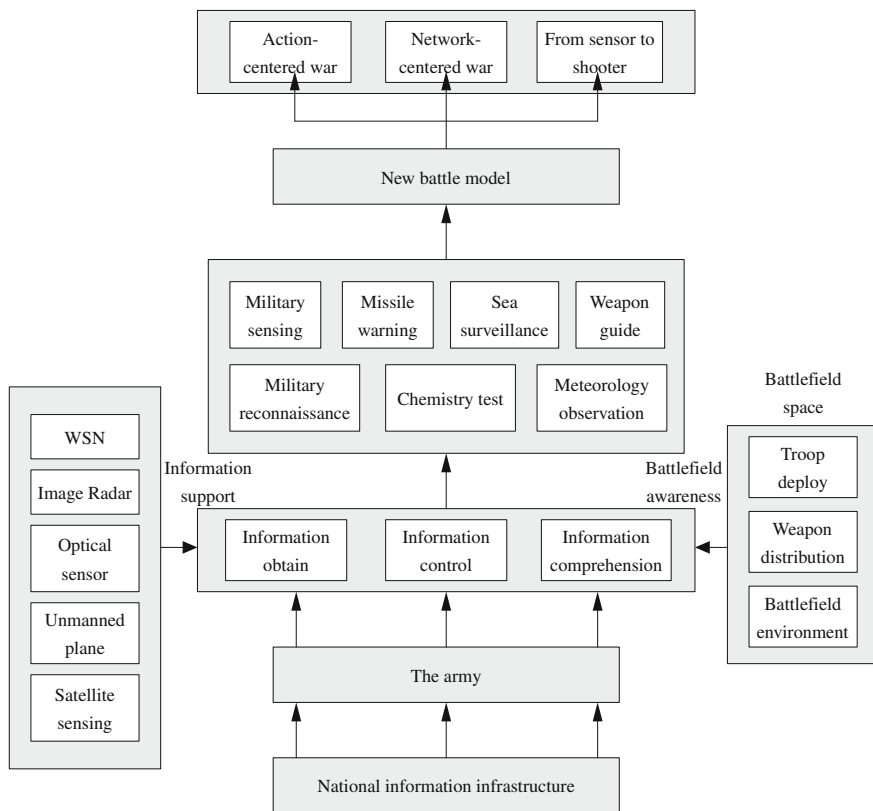 Action-
centered war
Network-
centered war
From sensor to
shooter
New battle model
Military
sensing
Missile
warning
Sea
surveillance
Weapon
guide
Military
reconnaissance
Chemistry test
Meteorology
observation
WSN
Image Radar
Optical
sensor
Unmanned
plane
Satellite
sensing
Information
support
Battlefield
awareness
Battlefield
space
Troop
deploy
Weapon
distribution
Battlefield
environment
Information
obtain
Information
control
Information
comprehension
The army
National information infrastructure